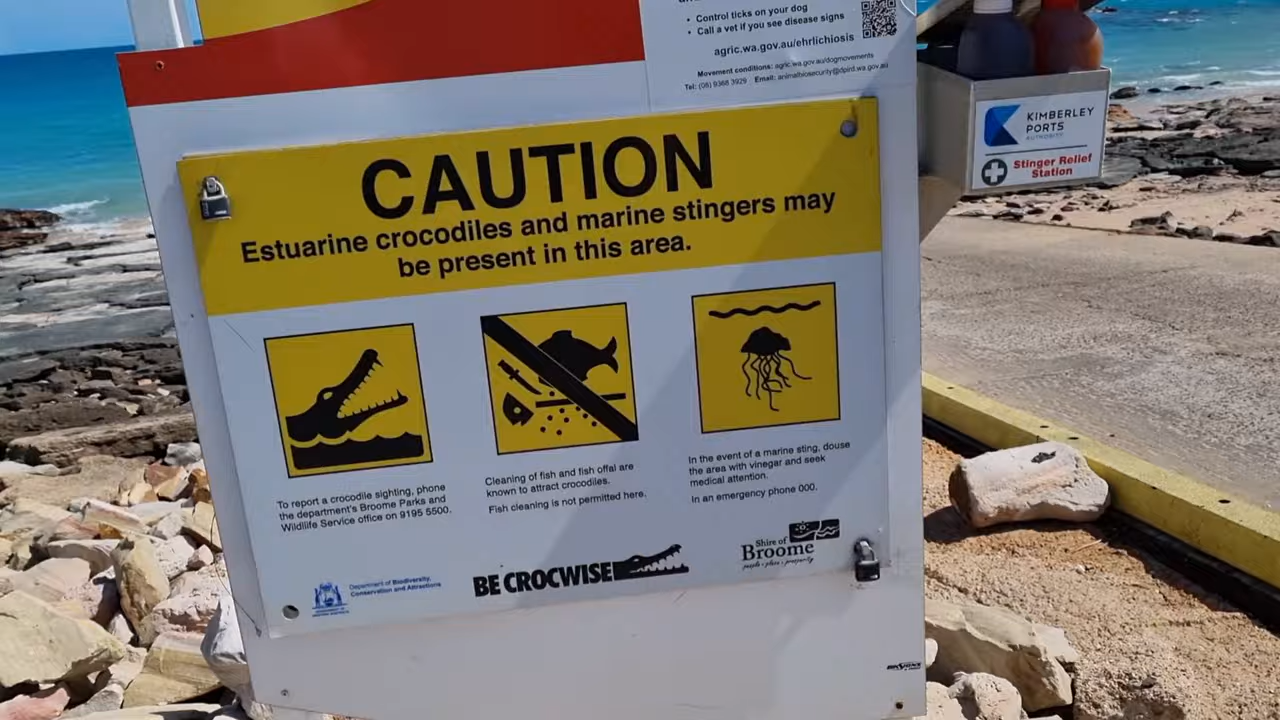 • Control ticks on your dog
• Call a vet if you see disease signs
agric.wa.gov.au/ehrlichiosis
Movement conditions: agric.wa.gov.au/dogmovements
Tel: (08) 9368 3929 Email: animalbiosecurity@dpird.wa.gov.au
KIMBERLEY
PORTS
AUTHORITY
Stinger Relief
Station
CAUTION
Estuarine crocodiles and marine stingers may
be present in this area.
To report a crocodile sighting, phone
the department's Broome Parks and
Wildlife Service office on 9195 5500.
Cleaning of fish and fish offal are
known to attract crocodiles.
Fish cleaning is not permitted here.
In the event of a marine sting, douse
the area with vinegar and seek
medical attention.
In an emergency phone 000.
Department of Biodiversity,
Conservation and Attractions
BE CROCWISE
Shire of
Broome
people • place • prosperity